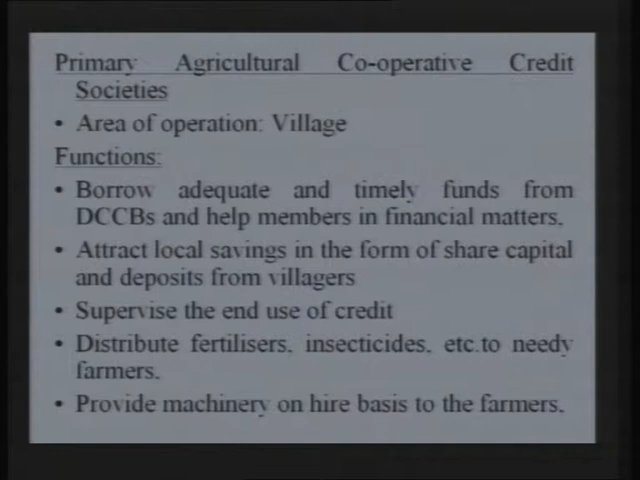 Primary Agricultural Co-operative Credit
Societies
• Area of operation: Village
Functions:
• Borrow adequate and timely funds from
DCCBs and help members in financial matters.
• Attract local savings in the form of share capital
and deposits from villagers
• Supervise the end use of credit
• Distribute fertilisers, insecticides, etc.to needy
farmers.
• Provide machinery on hire basis to the farmers.